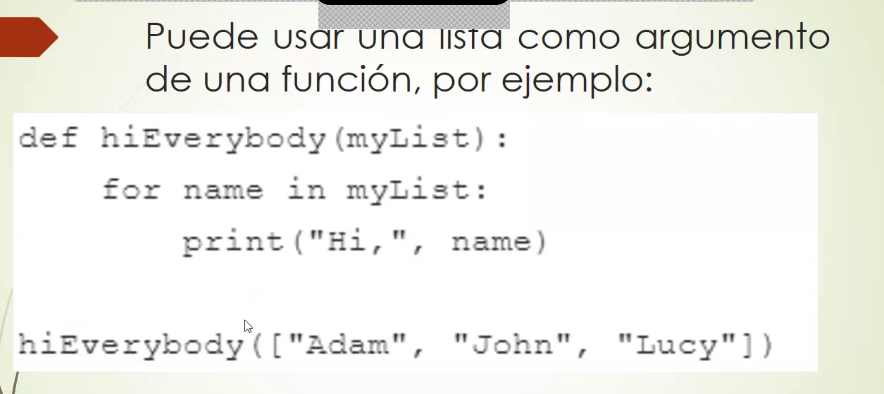 Puede usar una lista como argumento
de una función, por ejemplo:
def hiEverybody(myList):
    for name in myList:
        print("Hi,", name)
hiEverybody(["Adam", "John", "Lucy"])